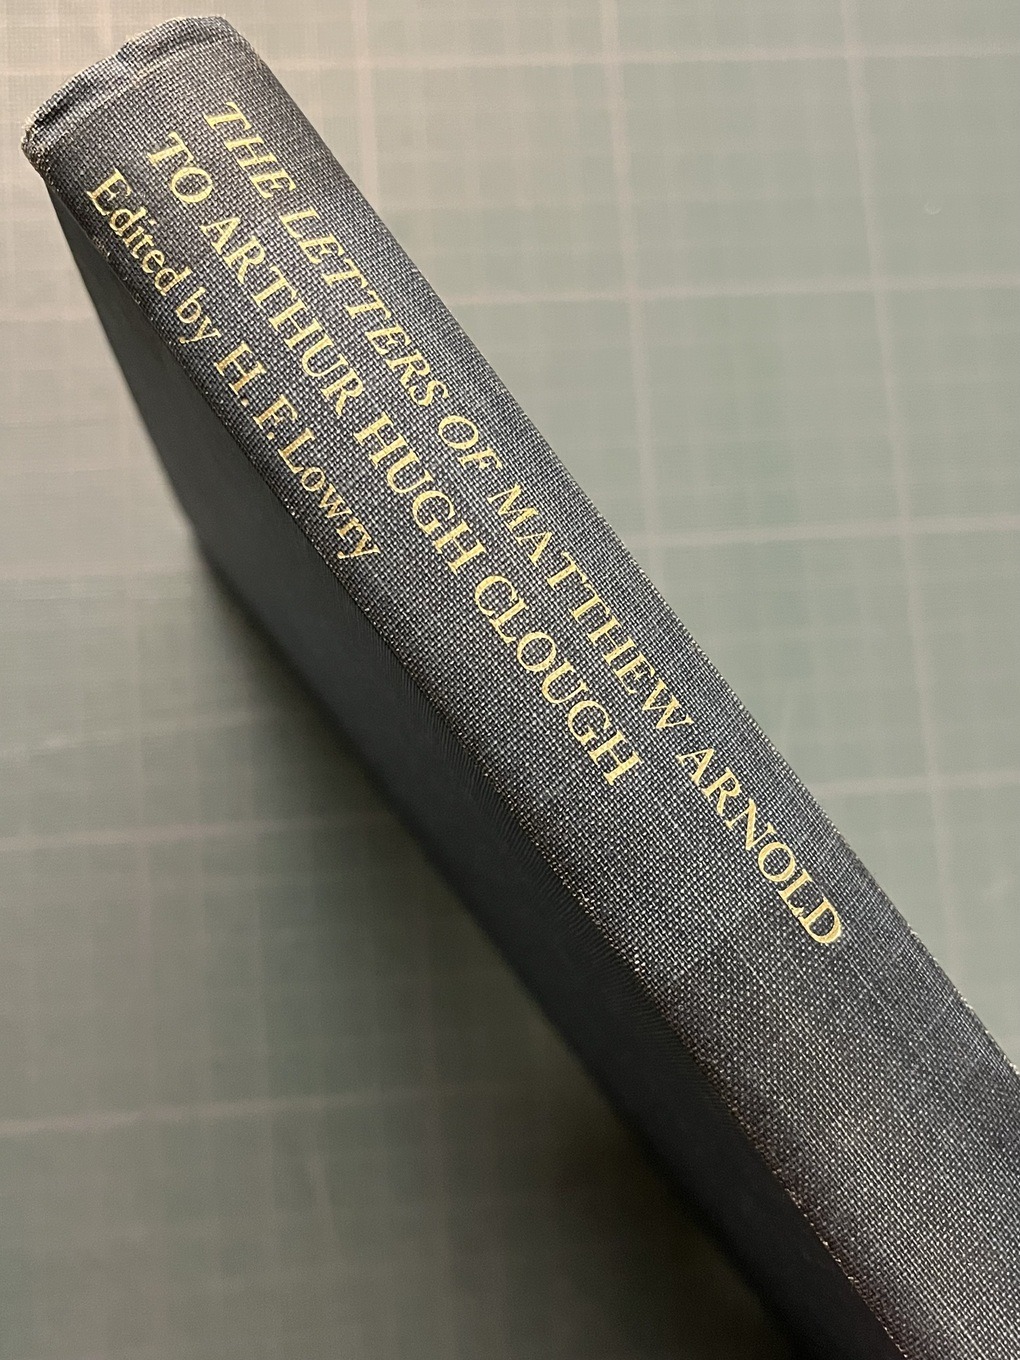 THE LETTERS OF MATTHEW ARNOLD
TO ARTHUR HUGH CLOUGH
Edited by H. F. Lowry